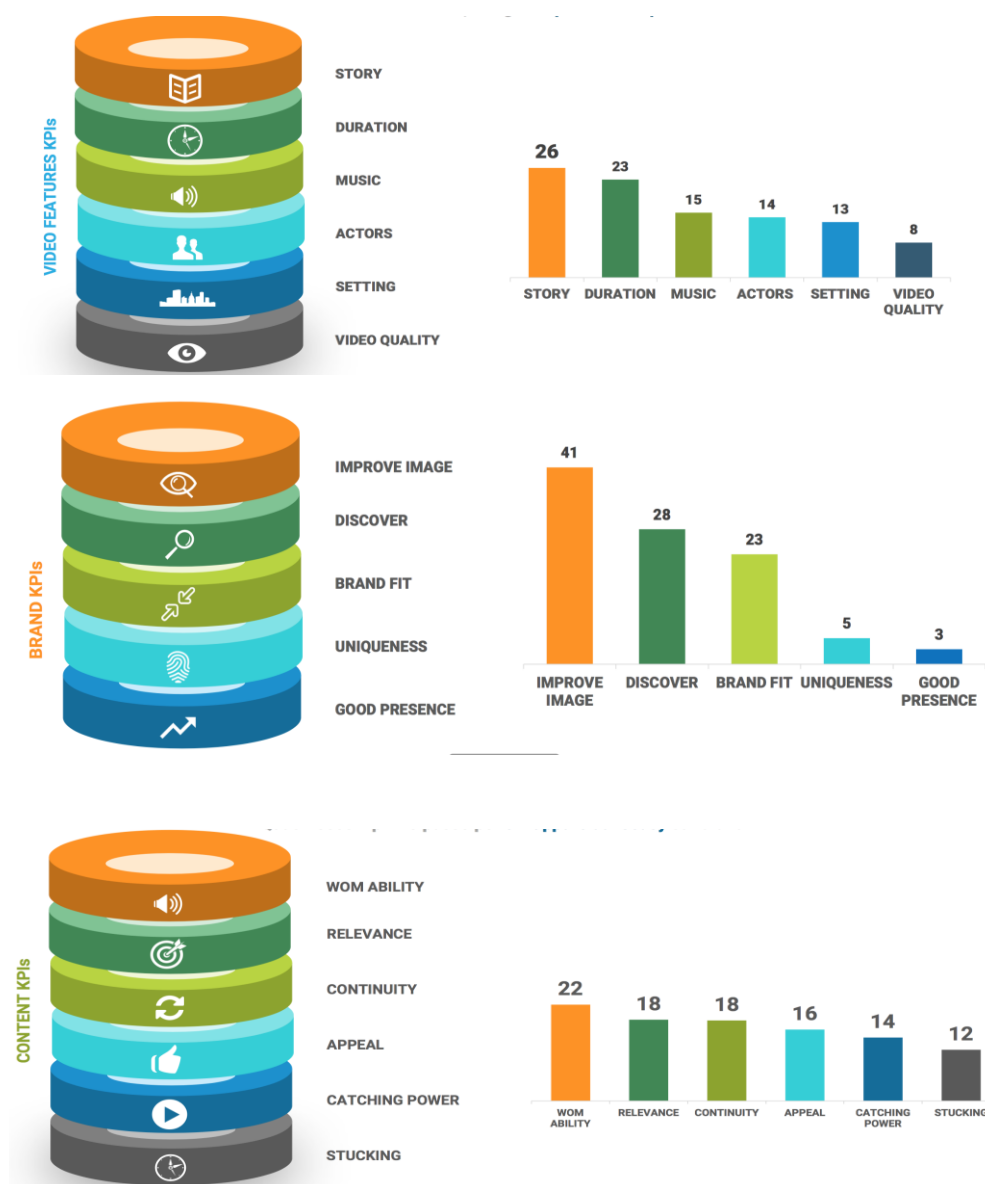 VIDEO FEATURES KPIs
STORY
DURATION
MUSIC
ACTORS
SETTING
VIDEO QUALITY
26
23
15
14
13
8
STORY DURATION MUSIC ACTORS SETTING VIDEO
QUALITY
BRAND KPIs
IMPROVE IMAGE
DISCOVER
BRAND FIT
UNIQUENESS
GOOD PRESENCE
41
28
23
5
3
IMPROVE DISCOVER BRAND FIT UNIQUENESS GOOD
IMAGE PRESENCE
CONTENT KPIs
WOM ABILITY
RELEVANCE
CONTINUITY
APPEAL
CATCHING POWER
STUCKING
22
18
18
16
14
12
WOM RELEVANCE CONTINUITY APPEAL CATCHING STUCKING
ABILITY POWER